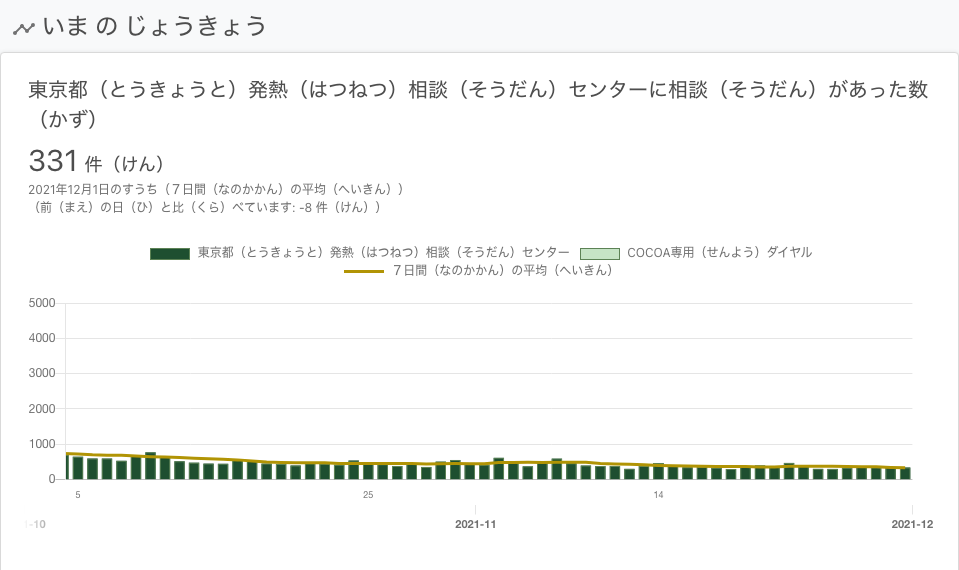 いま の じょうきょう
東京都（とうきょうと）発熱（はつねつ）相談（そうだん）センターに相談（そうだん）があった数
（かず）
331 件（けん）
2021年12月1日のすうち（７日間（なのかかん）の平均（へいきん））
（前（まえ）の日（ひ）と比（くら）べています: -8 件（けん））
東京都（とうきょうと）発熱（はつねつ）相談（そうだん）センター COCOA専用（せんよう）ダイヤル
７日間（なのかかん）の平均（へいきん）
5000
4000
3000
2000
1000
0
5 25 14
-10 2021-11 2021-12